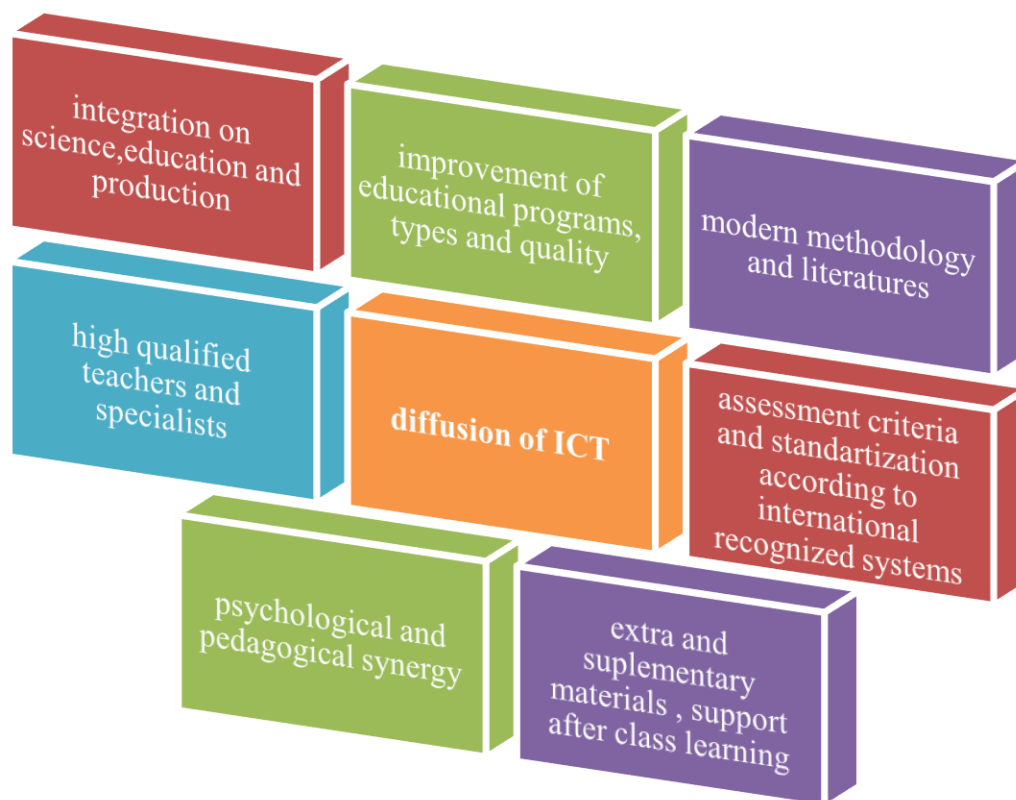 integration on
science,education and
production
improvement of
educational programs,
types and quality
modern methodology
and literatures
high qualified
teachers and
specialists
diffusion of ICT
assessment criteria
and standartization
according to
international
recognized systems
psychological and
pedagogical synergy
extra and
suplementary
materials , support
after class learning